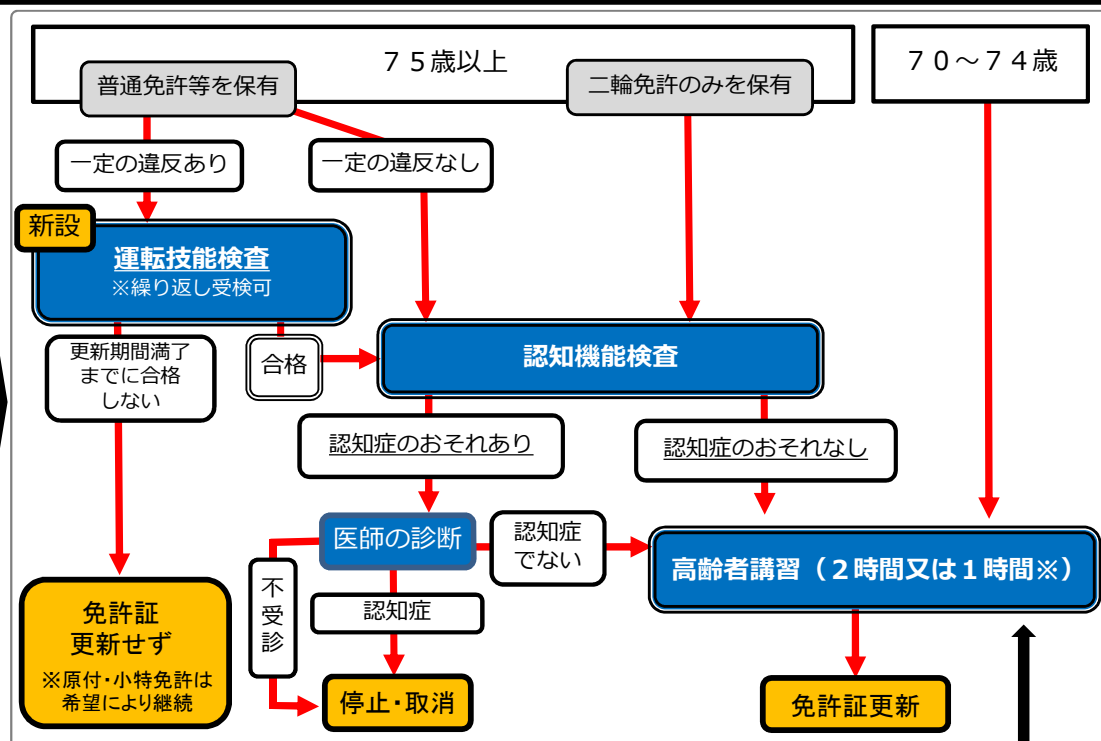 ７５歳以上
７０～７４歳
普通免許等を保有
二輪免許のみを保有
一定の違反あり
一定の違反なし
新設
運転技能検査
※繰り返し受検可
更新期間満了
までに合格
しない
合格
認知機能検査
認知症のおそれあり
認知症のおそれなし
医師の診断
認知症
でない
高齢者講習（２時間又は１時間※）
不受診
認知症
免許証
更新せず
※原付・小特免許は
希望により継続
停止・取消
免許証更新